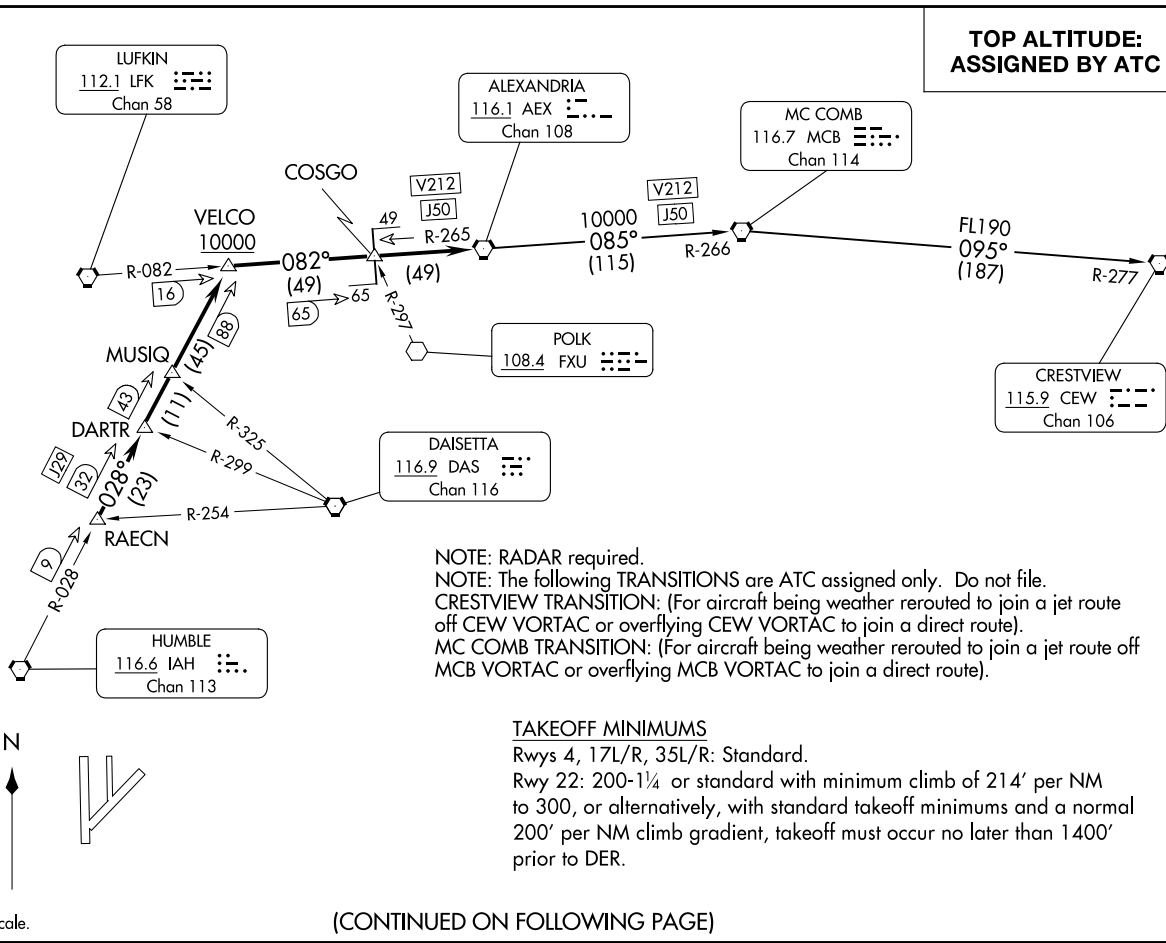 TOP ALTITUDE:
ASSIGNED BY ATC
LUFKIN
112.1 LFK
Chan 58
ALEXANDRIA
116.1 AEX
Chan 108
MC COMB
116.7 MCB
Chan 114
COSGO
V212
J50
49
R-265
VELCO
10000
R-082
16
082°
(49)
65
65
(49)
R-297
10000
085°
(115)
V212
J50
R-266
FL190
095°
(187)
R-277
POLK
108.4 FXU
CRESTVIEW
115.9 CEW
Chan 106
88
(45)
MUSIQ
43
(11)
DARTR
R-325
R-299
J29
32
028°
(23)
DAISETTA
116.9 DAS
Chan 116
R-254
RAECN
9
R-028
HUMBLE
116.6 IAH
Chan 113
NOTE: RADAR required.
NOTE: The following TRANSITIONS are ATC assigned only. Do not file.
CRESTVIEW TRANSITION: (For aircraft being weather rerouted to join a jet route
off CEW VORTAC or overflying CEW VORTAC to join a direct route).
MC COMB TRANSITION: (For aircraft being weather rerouted to join a jet route off
MCB VORTAC or overflying MCB VORTAC to join a direct route).
TAKEOFF MINIMUMS
Rwys 4, 17L/R, 35L/R: Standard.
Rwy 22: 200-1¼ or standard with minimum climb of 214' per NM
to 300, or alternatively, with standard takeoff minimums and a normal
200' per NM climb gradient, takeoff must occur no later than 1400'
prior to DER.
N
cale.
(CONTINUED ON FOLLOWING PAGE)